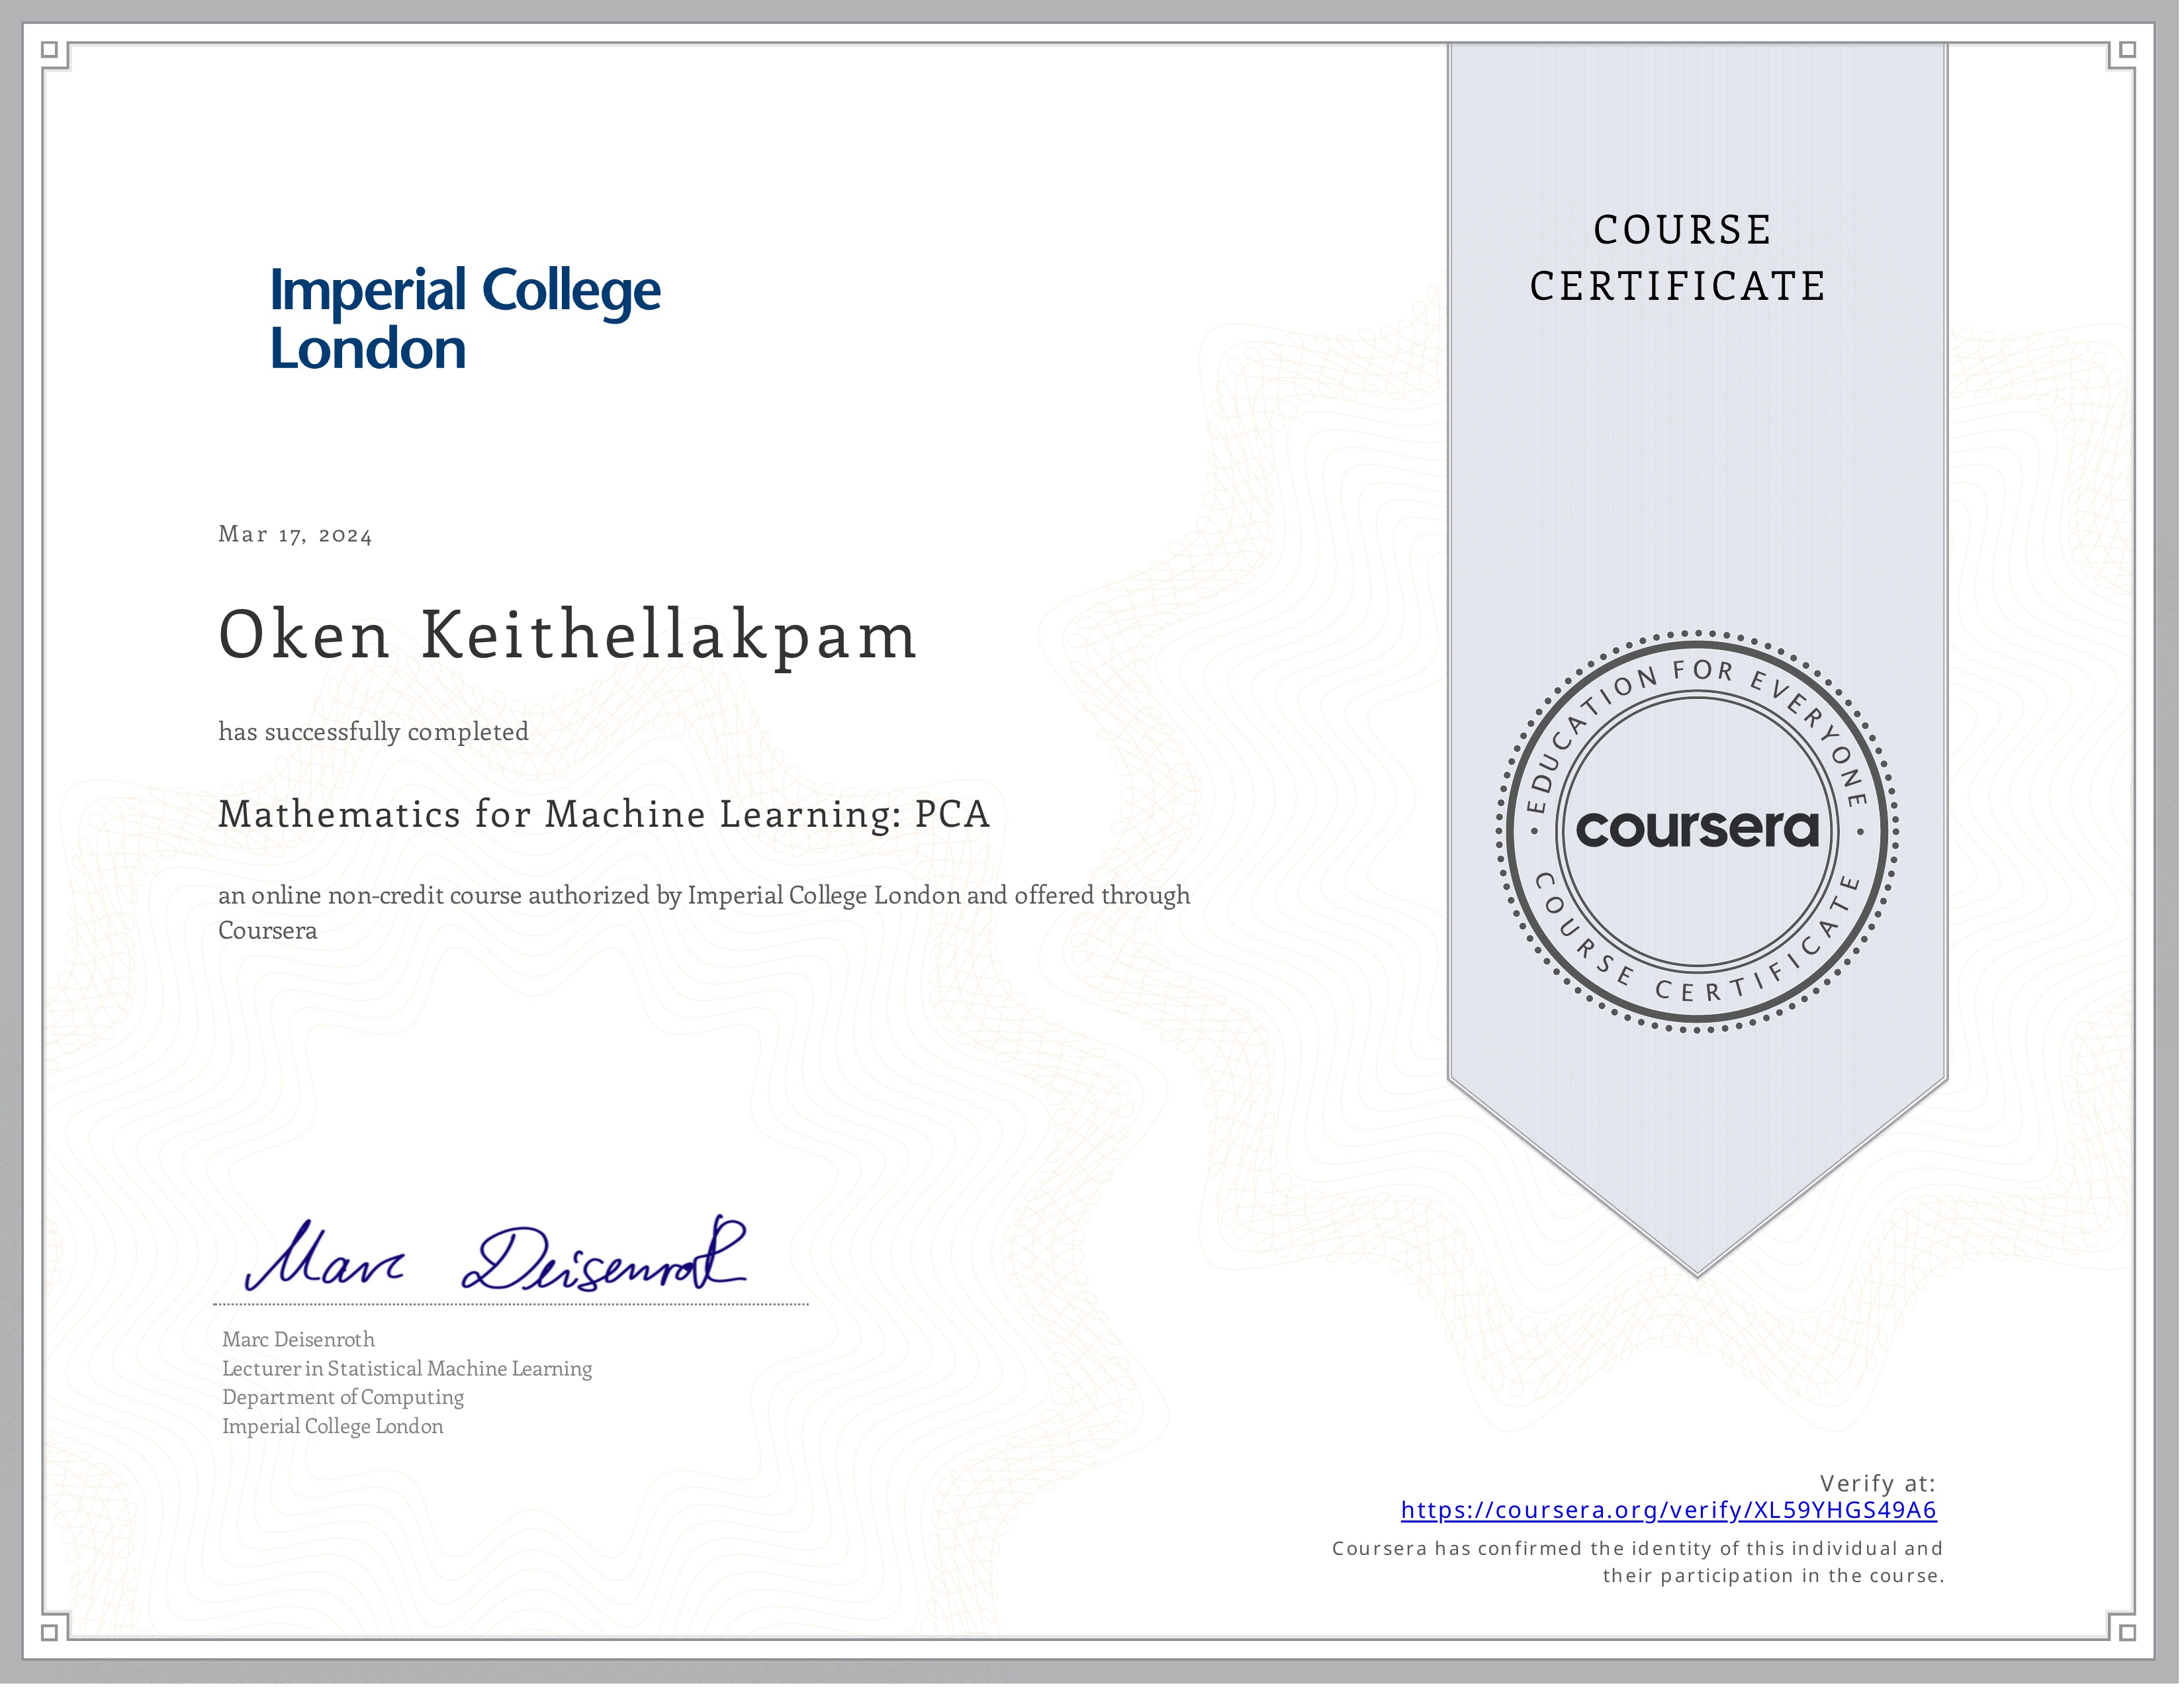 Imperial College
London
COURSE
CERTIFICATE
Mar 17, 2024
Oken Keithellakpam
has successfully completed
Mathematics for Machine Learning: PCA
an online non-credit course authorized by Imperial College London and offered through
Coursera
EDUCATION FOR EVERYONE
coursera
COURSE CERTIFICATE
Marc Deisenroth
Marc Deisenroth
Lecturer in Statistical Machine Learning
Department of Computing
Imperial College London
Verify at:
https://coursera.org/verify/XL59YHGS49A6
Coursera has confirmed the identity of this individual and
their participation in the course.